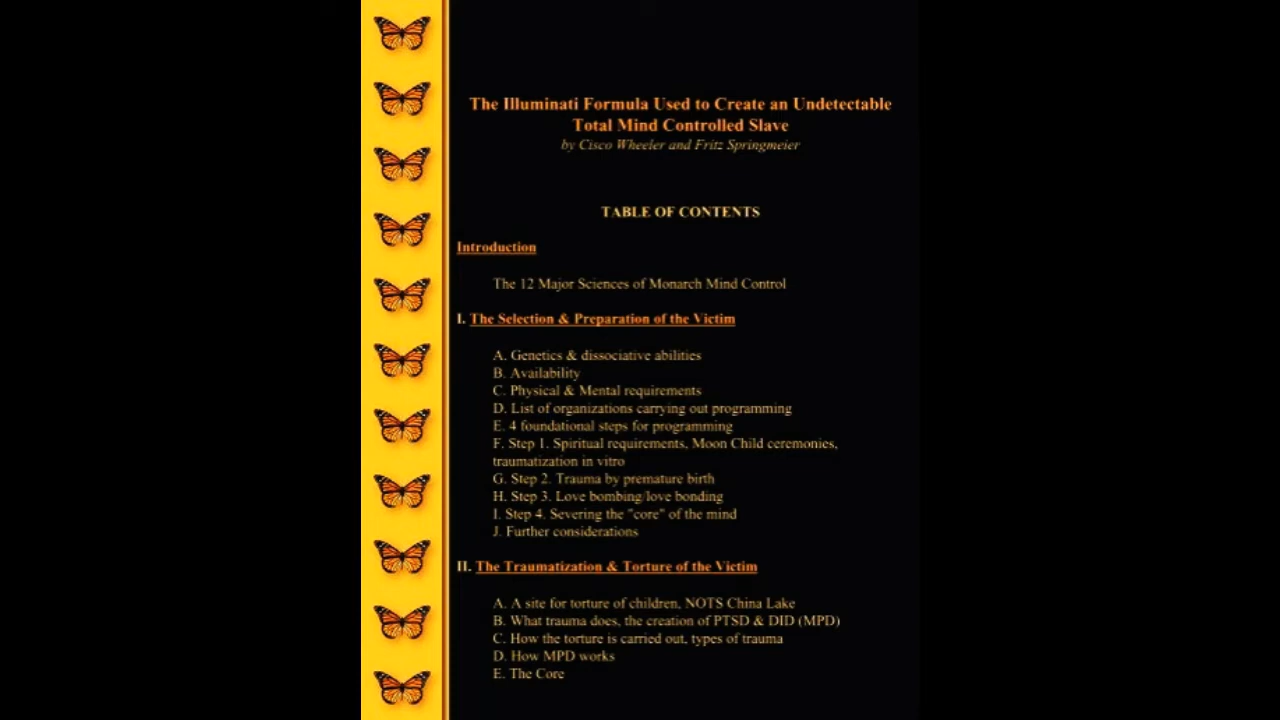 The Illuminati Formula Used to Create an Undetectable
Total Mind Controlled Slave
by Cisco Wheeler and Fritz Springmeier
TABLE OF CONTENTS
Introduction
The 12 Major Sciences of Monarch Mind Control
I. The Selection & Preparation of the Victim
A. Genetics & dissociative abilities
B. Availability
C. Physical & Mental requirements
D. List of organizations carrying out programming
E. 4 foundational steps for programming
F. Step 1. Spiritual requirements, Moon Child ceremonies,
traumatization in vitro
G. Step 2. Trauma by premature birth
H. Step 3. Love bombing/love bonding
I. Step 4. Severing the "core" of the mind
J. Further considerations
II. The Traumatization & Torture of the Victim
A. A site for torture of children, NOTS China Lake
B. What trauma does, the creation of PTSD & DID (MPD)
C. How the torture is carried out, types of trauma
D. How MPD works
E. The Core